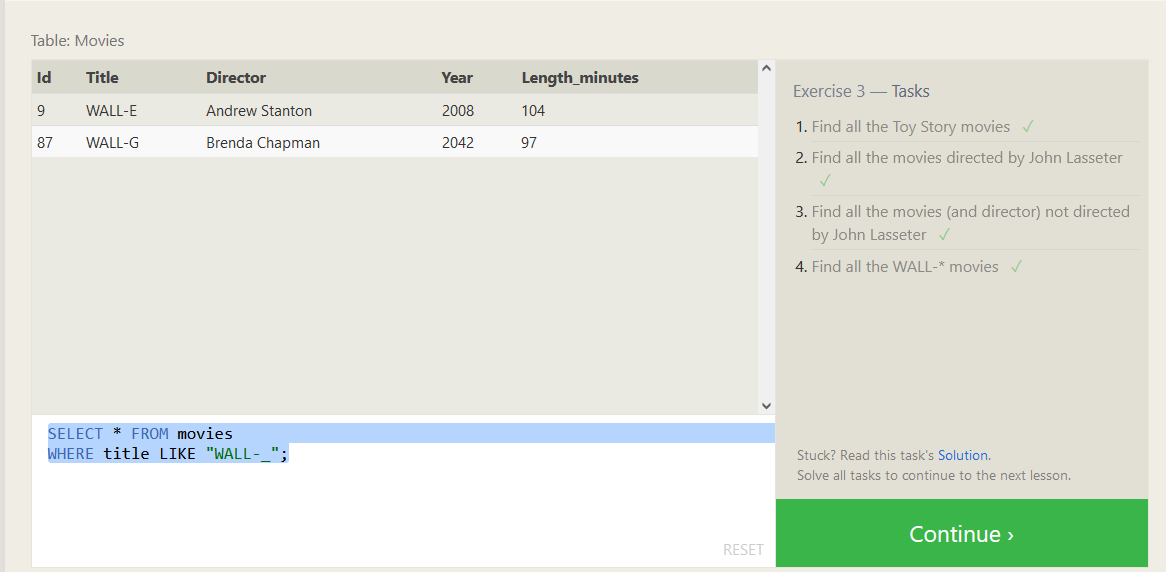 Table: Movies
Id Title Director Year Length_minutes
9 WALL-E Andrew Stanton 2008 104
87 WALL-G Brenda Chapman 2042 97
SELECT * FROM movies
WHERE title LIKE "WALL-_";
RESET
Exercise 3 — Tasks
1. Find all the Toy Story movies ✓
2. Find all the movies directed by John Lasseter
✓
3. Find all the movies (and director) not directed
by John Lasseter ✓
4. Find all the WALL-* movies ✓
Stuck? Read this task's Solution.
Solve all tasks to continue to the next lesson.
Continue ›